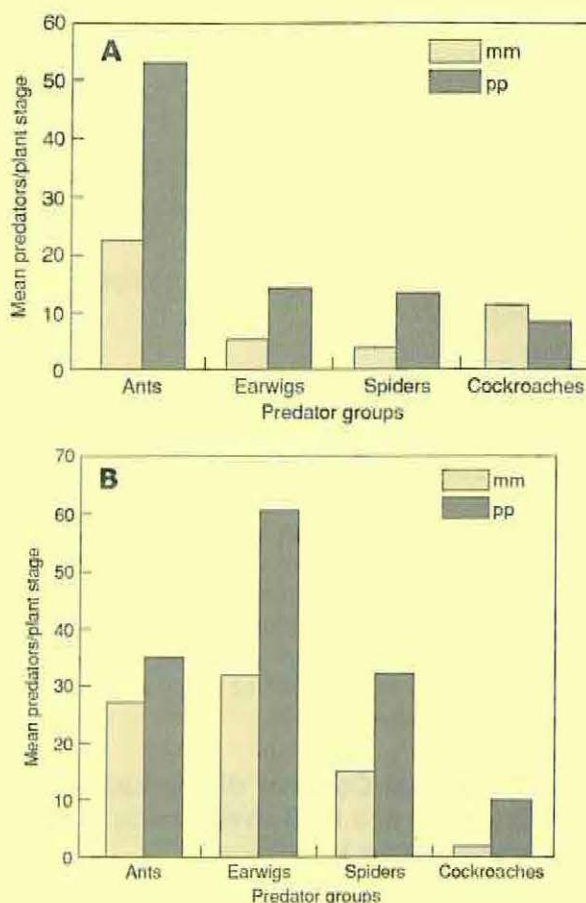 A
mm
pp
Mean predators/plant stage
60
50
40
30
20
10
0
Ants Earwigs Spiders Cockroaches
Predator groups
B
mm
pp
Mean predators/plant stage
70
60
50
40
30
20
10
0
Ants Earwigs Spiders Cockroaches
Predator groups